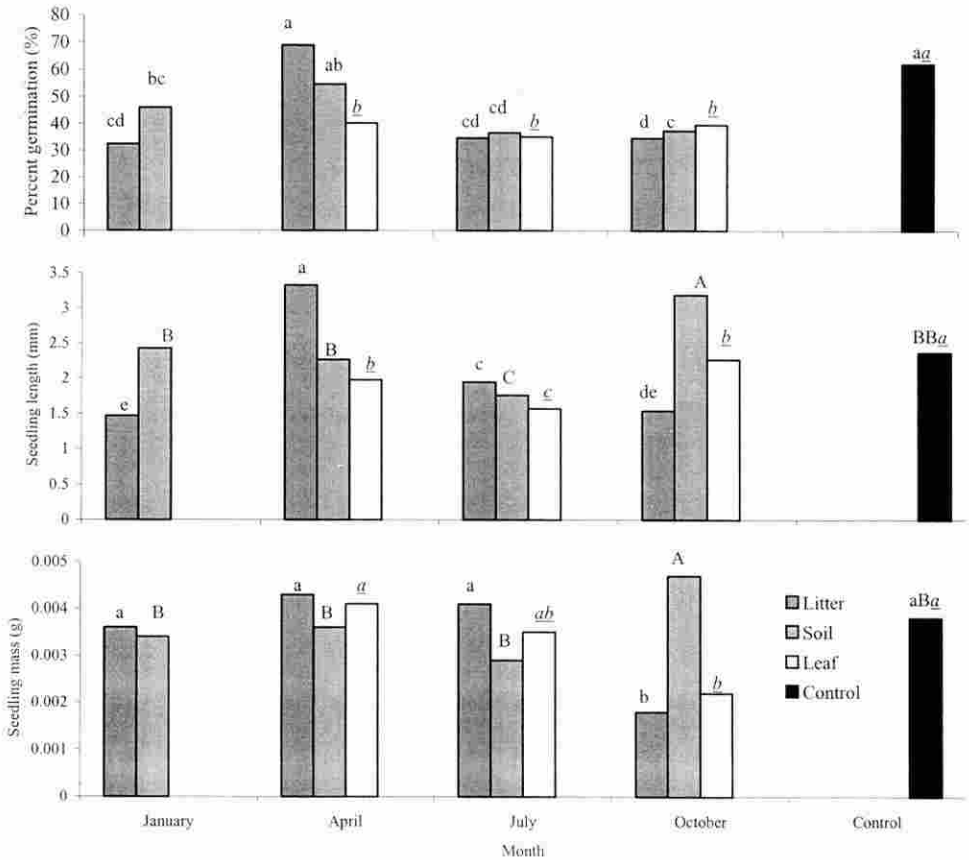 Percent germination (%)
80
70
60
50
40
30
20
10
0
cd
bc
a
ab
b
cd
cd
b
d
c
b
aa
Seedling length (mm)
3.5
3
2.5
2
1.5
1
0.5
0
e
B
a
B
b
c
C
c
de
A
b
BBa
Seedling mass (g)
0.005
0.004
0.003
0.002
0.001
0
a
B
a
B
a
a
B
ab
b
A
b
aBa
Litter
Soil
Leaf
Control
January
April
July
October
Control
Month